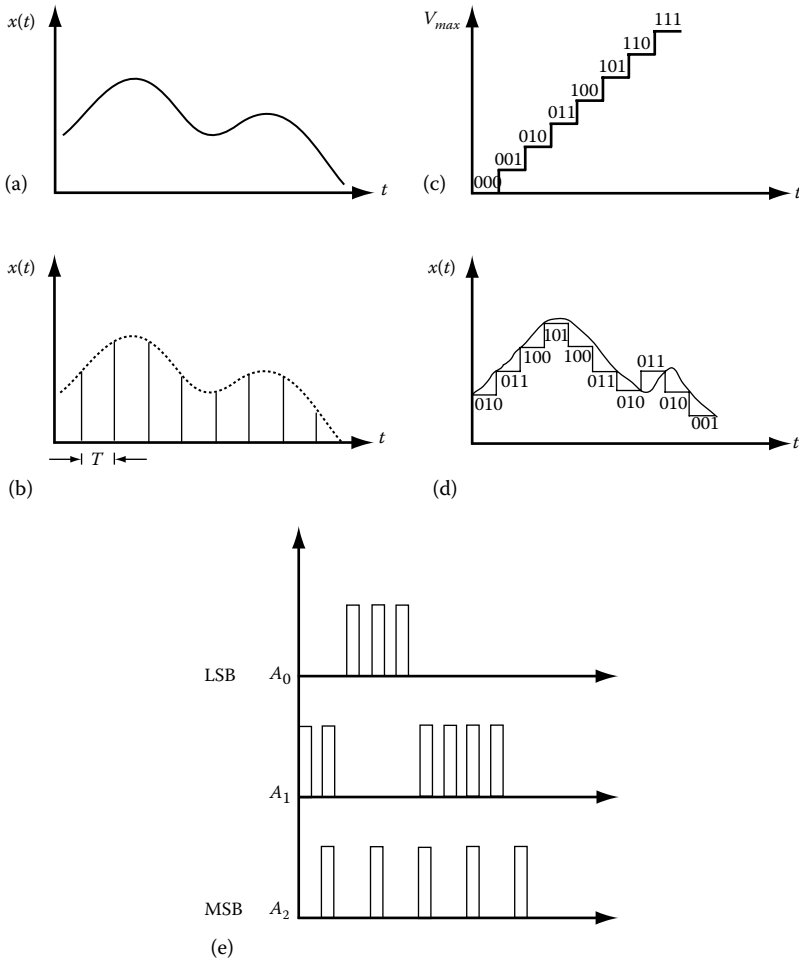 x(t)
t
(a)
V_max
000
001
010
011
100
101
110
111
t
(c)
x(t)
t
T
(b)
x(t)
010
011
100
101
100
011
010
011
010
001
t
(d)
LSB A_0
A_1
MSB A_2
(e)